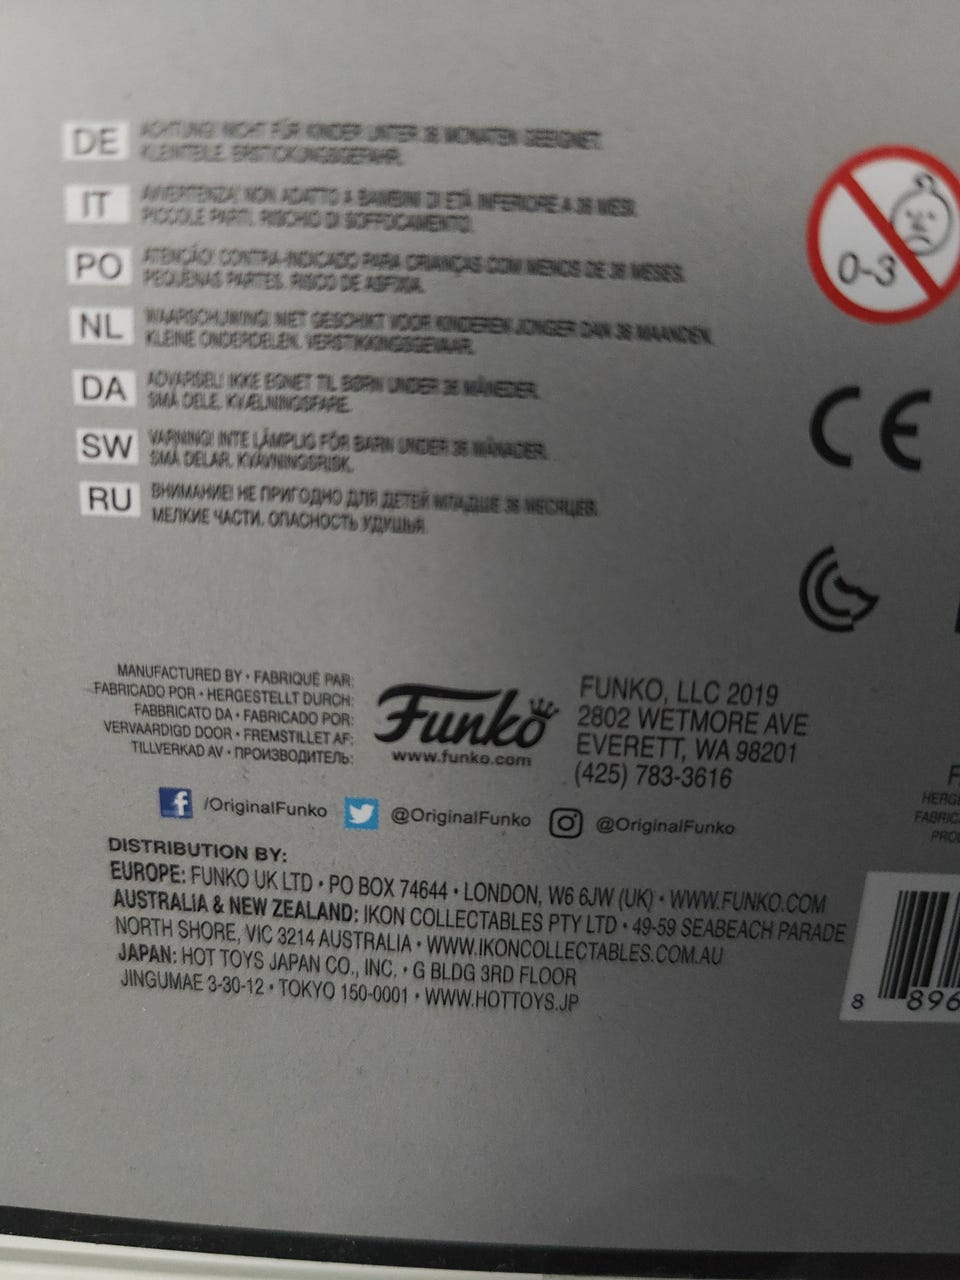 DE ACHTUNG! NICHT FÜR KINDER UNTER 36 MONATEN GEEIGNET.
KLEINTEILE. ERSTICKUNGSGEFAHR.
IT AVVERTENZA! NON ADATTO A BAMBINI DI ETÀ INFERIORE A 36 MESI.
PICCOLE PARTI. RISCHIO DI SOFFOCAMENTO.
PO ATENÇÃO! CONTRA-INDICADO PARA CRIANÇAS COM MENOS DE 36 MESES.
PEQUENAS PARTES. RISCO DE ASFIXIA.
NL WAARSCHUWING! NIET GESCHIKT VOOR KINDEREN JONGER DAN 36 MAANDEN.
KLEINE ONDERDELEN. VERSTIKKINGSGEVAAR.
DA ADVARSEL! IKKE EGNET TIL BØRN UNDER 36 MÅNEDER.
SMÅ DELE. KVÆLNINGSFARE.
SW VARNING! INTE LÄMPLIG FÖR BARN UNDER 36 MÅNADER.
SMÅ DELAR. KVÄVNINGSRISK.
RU ВНИМАНИЕ! НЕ ПРИГОДНО ДЛЯ ДЕТЕЙ МЛАДШЕ 36 МЕСЯЦЕВ.
МЕЛКИЕ ЧАСТИ. ОПАСНОСТЬ УДУШЬЯ.
0-3
CE
MANUFACTURED BY • FABRIQUÉ PAR:
FABRICADO POR • HERGESTELLT DURCH:
FABBRICATO DA • FABRICADO POR:
VERVAARDIGD DOOR • FREMSTILLET AF:
TILLVERKAD AV • ПРОИЗВОДИТЕЛЬ:
Funko
www.funko.com
FUNKO, LLC 2019
2802 WETMORE AVE
EVERETT, WA 98201
(425) 783-3616
/OriginalFunko @OriginalFunko @OriginalFunko
DISTRIBUTION BY:
EUROPE: FUNKO UK LTD • PO BOX 74644 • LONDON, W6 6JW (UK) • WWW.FUNKO.COM
AUSTRALIA & NEW ZEALAND: IKON COLLECTABLES PTY LTD • 49-59 SEABEACH PARADE
NORTH SHORE, VIC 3214 AUSTRALIA • WWW.IKONCOLLECTABLES.COM.AU
JAPAN: HOT TOYS JAPAN CO., INC. • G BLDG 3RD FLOOR
JINGUMAE 3-30-12 • TOKYO 150-0001 • WWW.HOTTOYS.JP
8 896